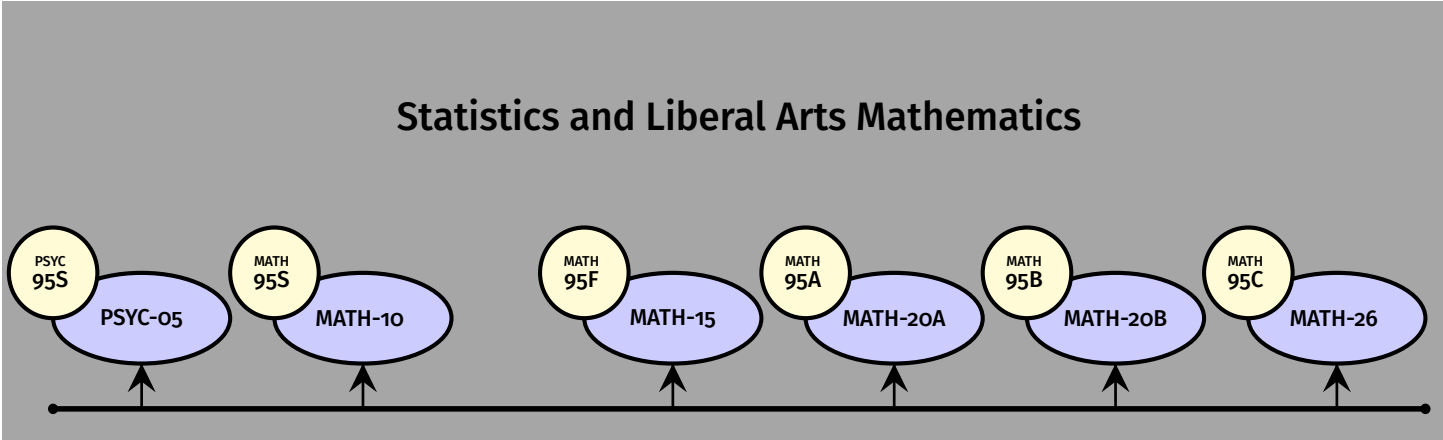 Statistics and Liberal Arts Mathematics
PSYC
95S
PSYC-05
MATH
95S
MATH-10
MATH
95F
MATH-15
MATH
95A
MATH-20A
MATH
95B
MATH-20B
MATH
95C
MATH-26